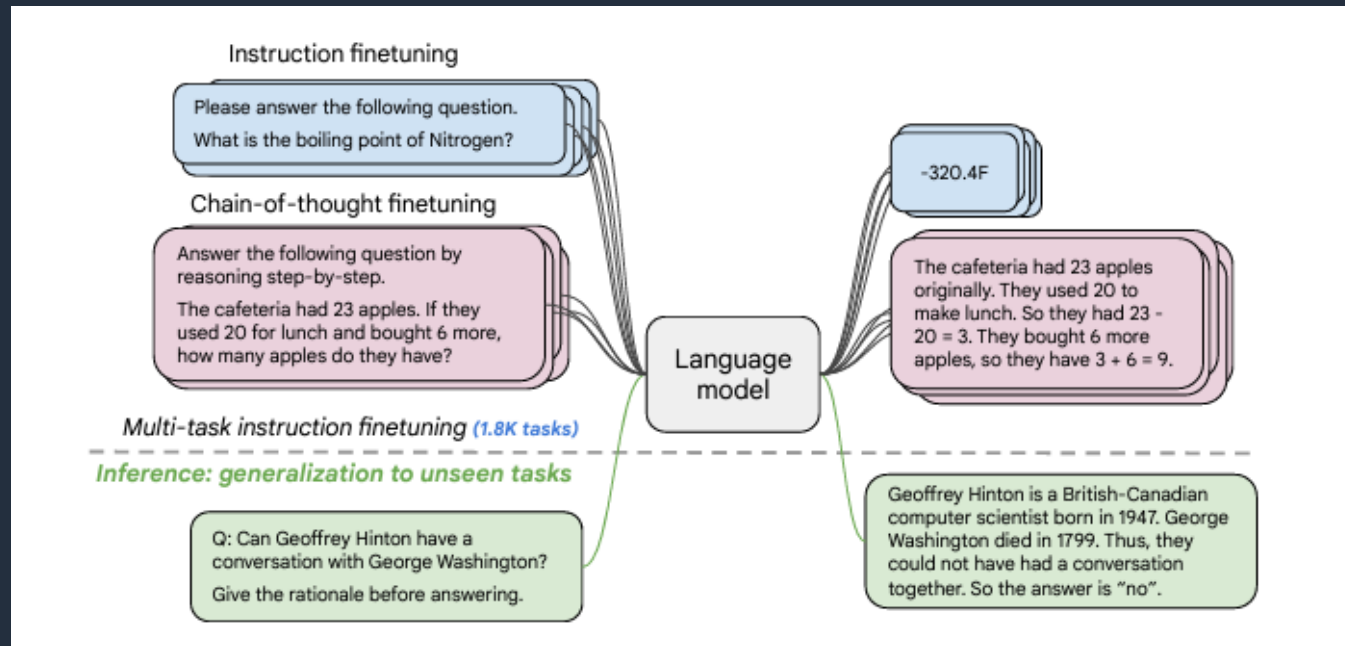 Instruction finetuning
Please answer the following question.
What is the boiling point of Nitrogen?
-320.4F
Chain-of-thought finetuning
Answer the following question by
reasoning step-by-step.
The cafeteria had 23 apples. If they
used 20 for lunch and bought 6 more,
how many apples do they have?
The cafeteria had 23 apples
originally. They used 20 to
make lunch. So they had 23 -
20 = 3. They bought 6 more
apples, so they have 3 + 6 = 9.
Language
model
Multi-task instruction finetuning (1.8K tasks)
Inference: generalization to unseen tasks
Q: Can Geoffrey Hinton have a
conversation with George Washington?
Give the rationale before answering.
Geoffrey Hinton is a British-Canadian
computer scientist born in 1947. George
Washington died in 1799. Thus, they
could not have had a conversation
together. So the answer is “no”.